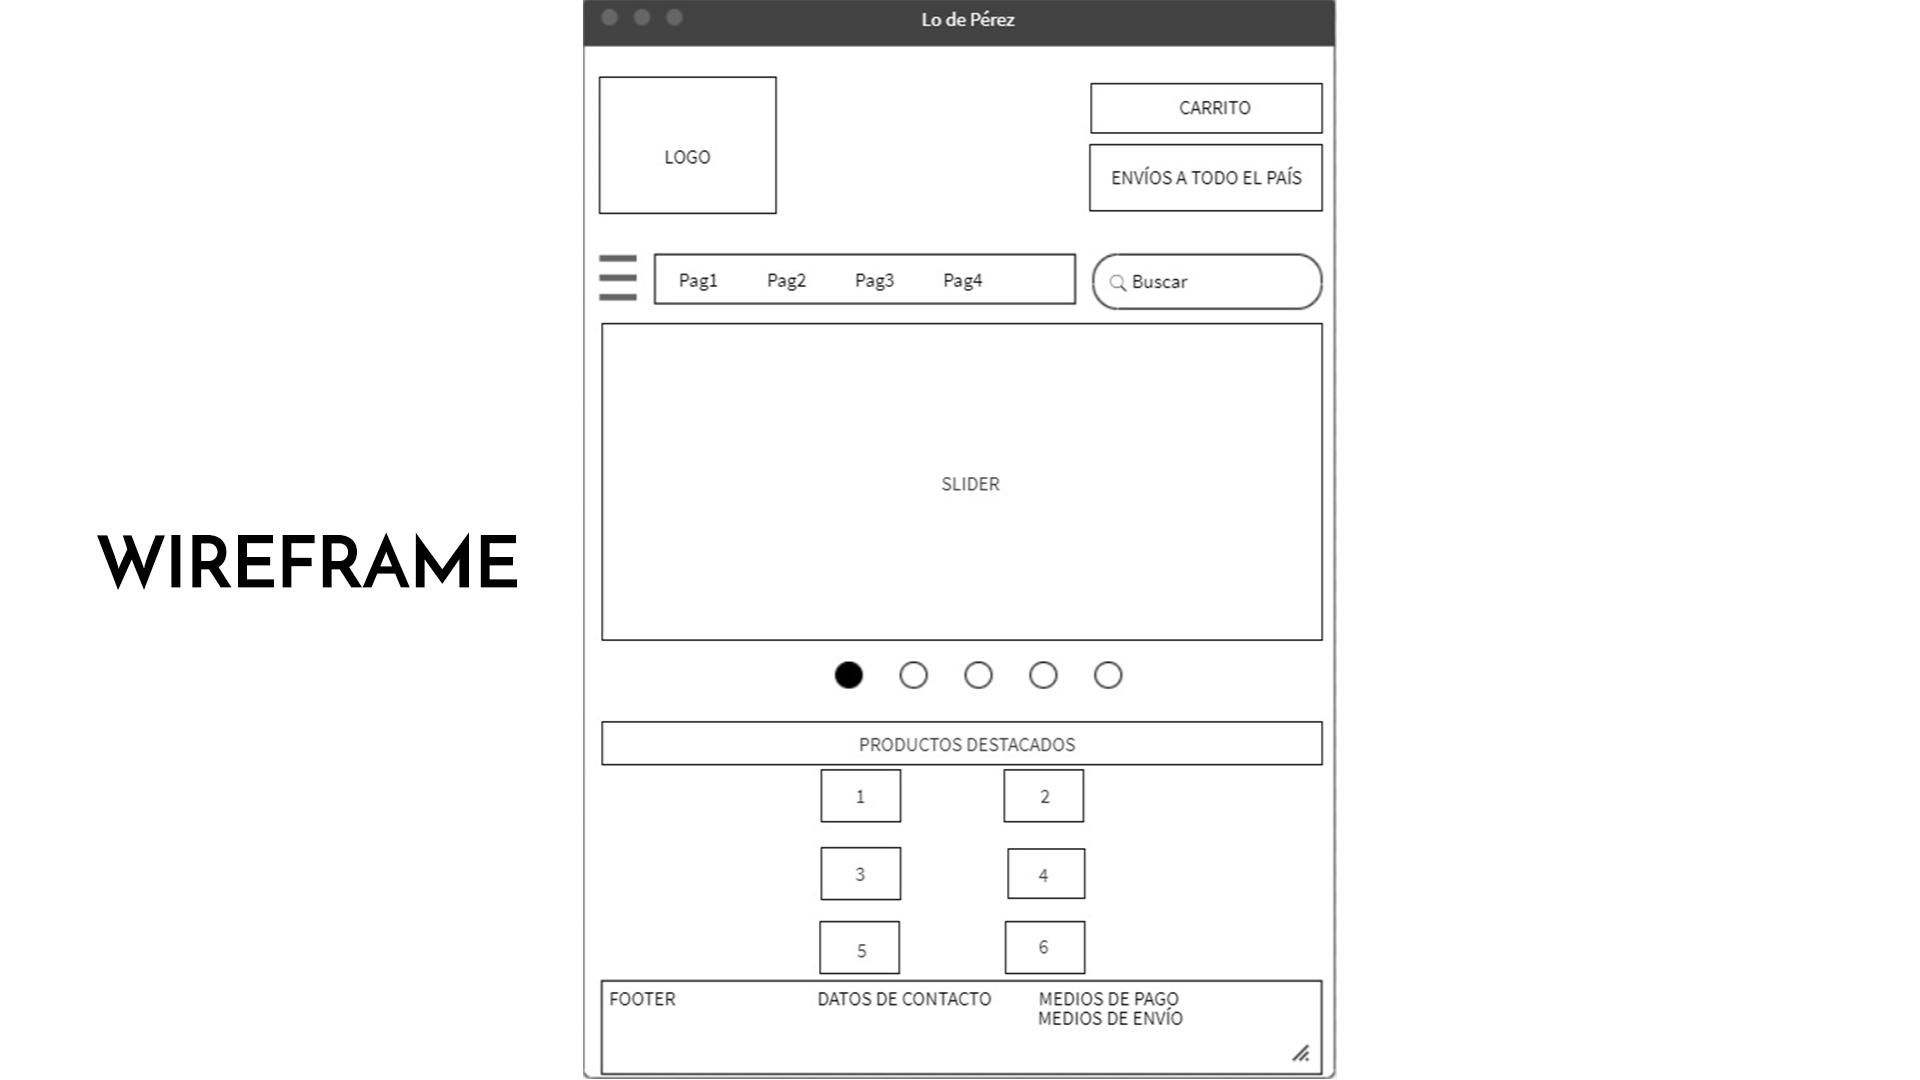 Lo de Pérez
LOGO
CARRITO
ENVÍOS A TODO EL PAÍS
Pag1 Pag2 Pag3 Pag4
Buscar
SLIDER
WIREFRAME
PRODUCTOS DESTACADOS
1 2
3 4
5 6
FOOTER DATOS DE CONTACTO MEDIOS DE PAGO
MEDIOS DE ENVÍO